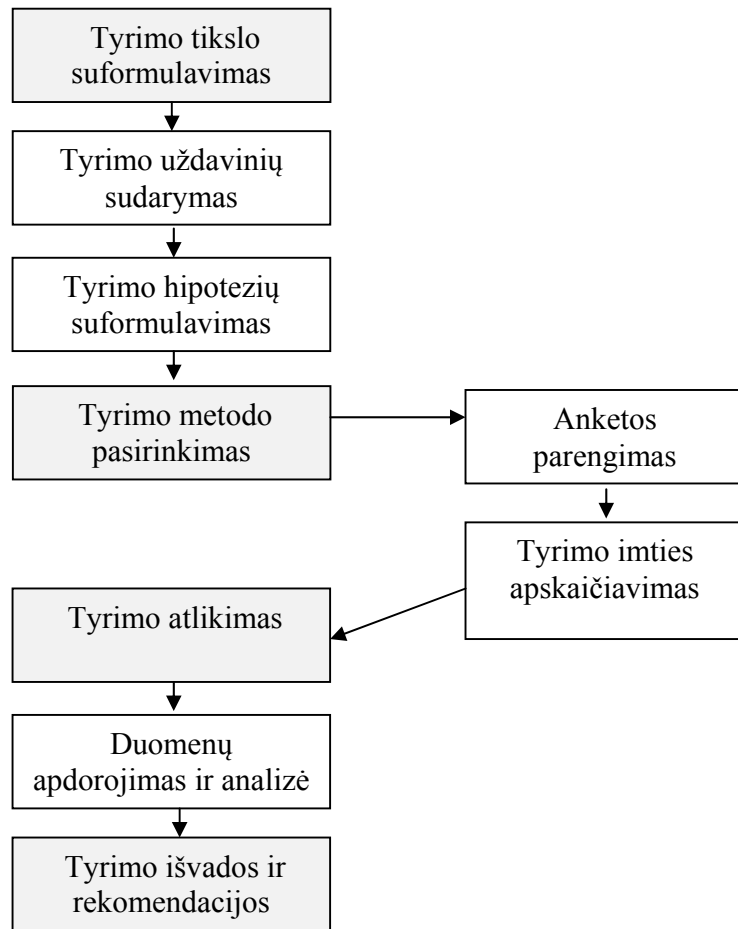 Tyrimo tikslo
suformulavimas
Tyrimo uždavinių
sudarymas
Tyrimo hipotezių
suformulavimas
Tyrimo metodo
pasirinkimas
Anketos
parengimas
Tyrimo imties
apskaičiavimas
Tyrimo atlikimas
Duomenų
apdorojimas ir analizė
Tyrimo išvados ir
rekomendacijos